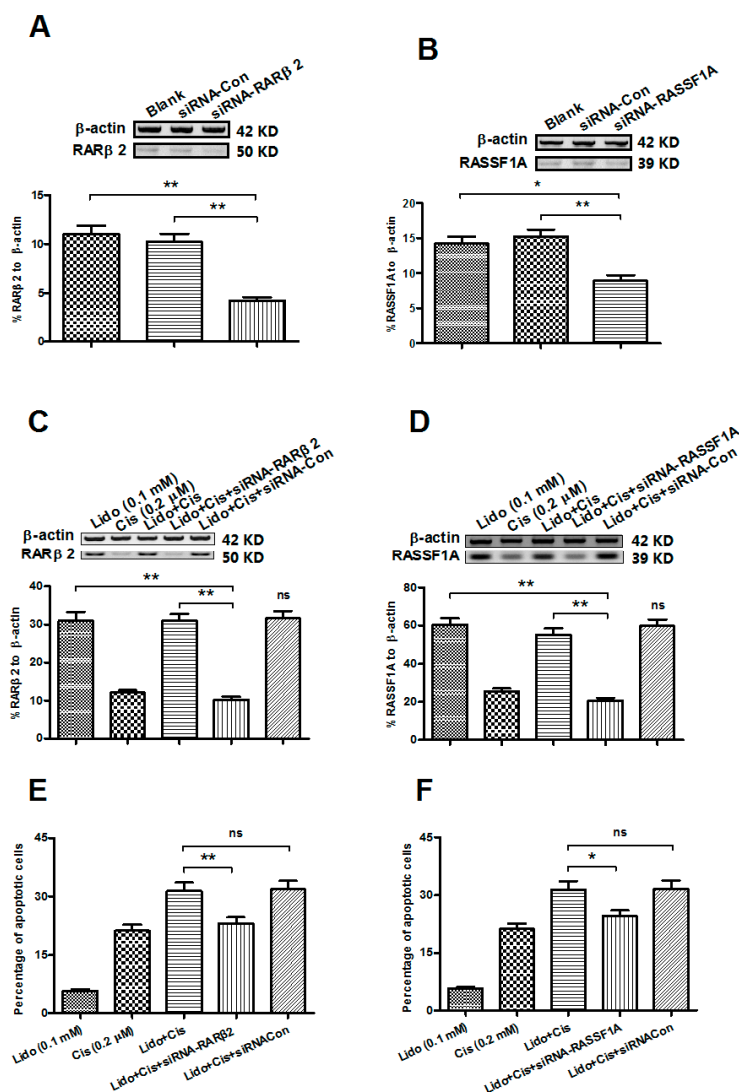 A
Blank
siRNA-Con
siRNA-RARβ 2
β-actin
42 KD
RARβ 2
50 KD
**
**
% RARβ 2 to β-actin
15
10
5
0
B
Blank
siRNA-Con
siRNA-RASSF1A
β-actin
42 KD
RASSF1A
39 KD
*
**
% RASSF1A to β-actin
20
15
10
5
0
C
Lido (0.1 mM)
Cis (0.2 μM)
Lido+Cis
Lido+Cis+siRNA-RARβ 2
Lido+Cis+siRNA-Con
β-actin
42 KD
RARβ 2
50 KD
**
**
ns
% RARβ 2 to β-actin
40
30
20
10
0
D
Lido (0.1 mM)
Cis (0.2 μM)
Lido+Cis
Lido+Cis+siRNA-RASSF1A
Lido+Cis+siRNA-Con
β-actin
42 KD
RASSF1A
39 KD
**
**
ns
% RASSF1A to β-actin
80
60
40
20
0
E
ns
**
Percentage of apoptotic cells
45
30
15
0
Lido (0.1 mM)
Cis (0.2 μM)
Lido+Cis
Lido+Cis+siRNA-RARβ2
Lido+Cis+siRNACon
F
ns
*
Percentage of apoptotic cells
45
30
15
0
Lido (0.1 mM)
Cis (0.2 mM)
Lido+Cis
Lido+Cis+siRNA-RASSF1A
Lido+Cis+siRNACon